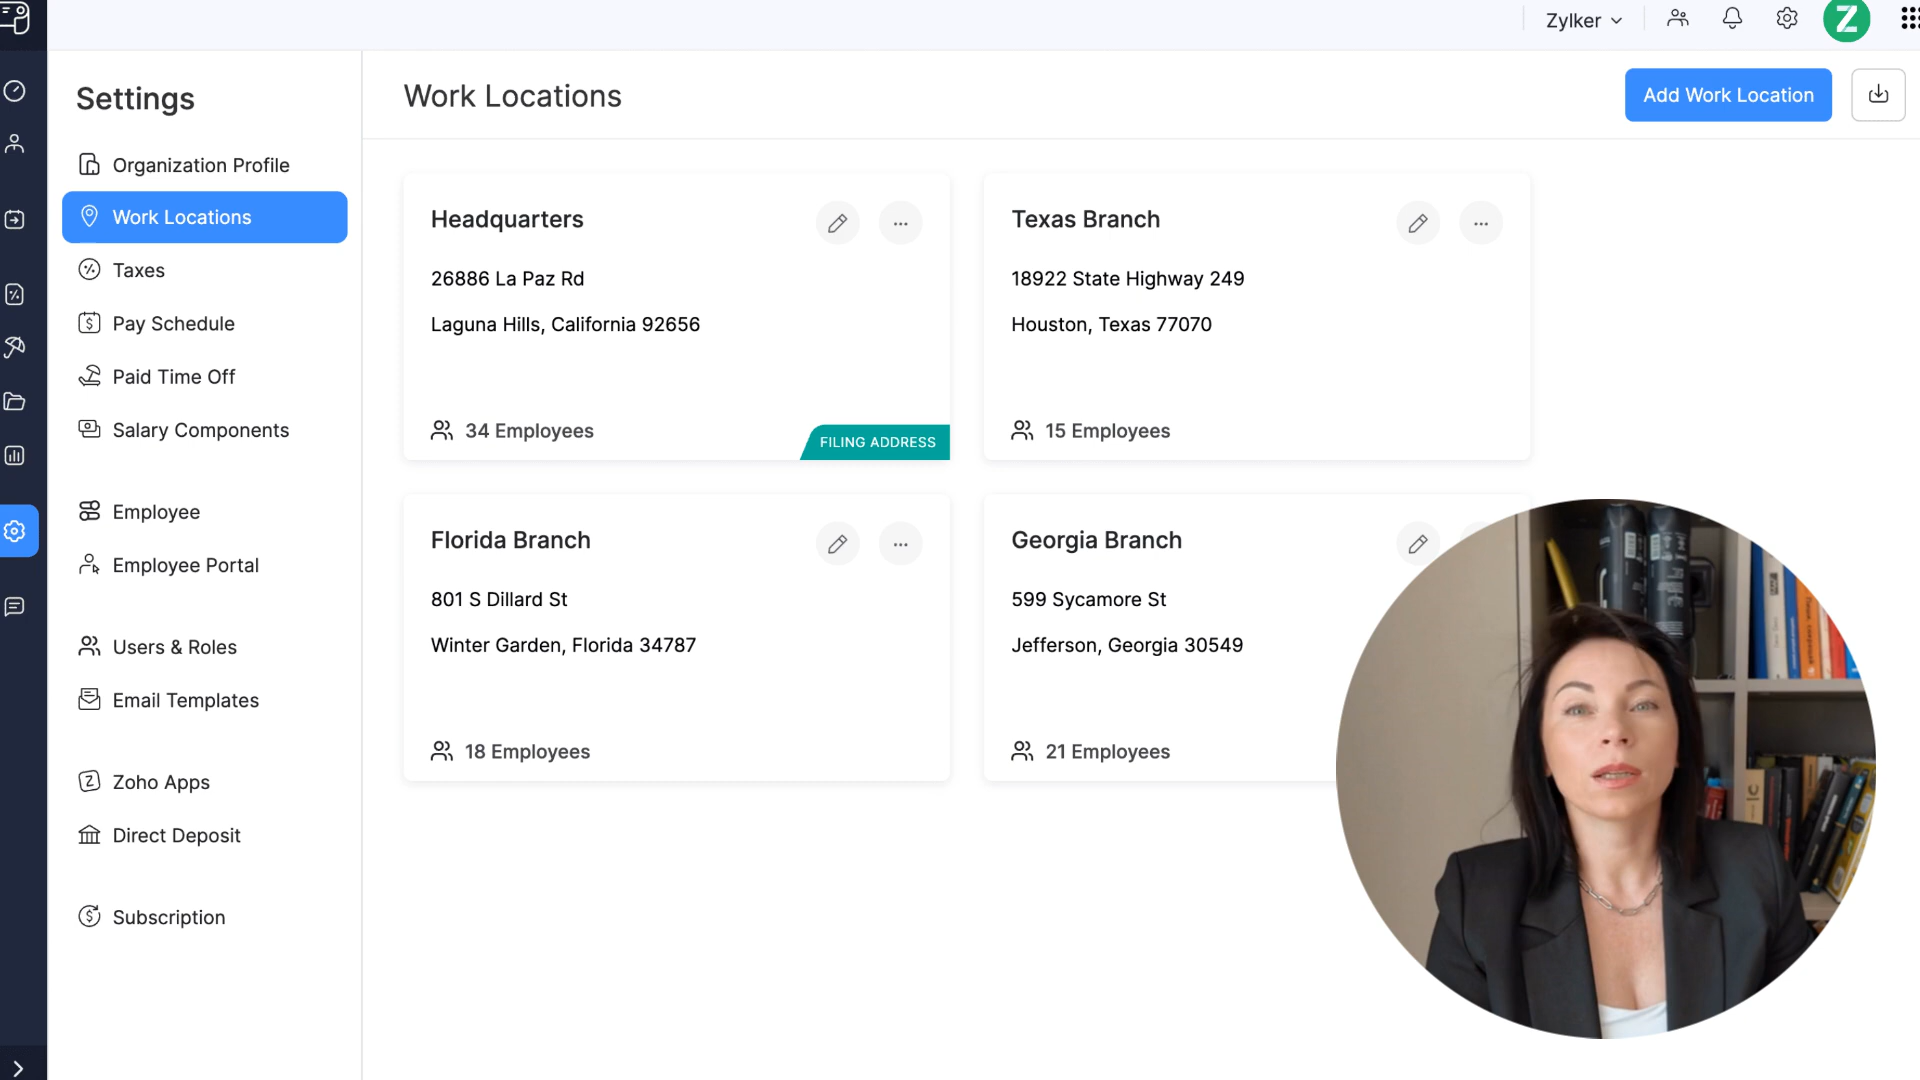 Zylker
Z
Settings
Organization Profile
Work Locations
Taxes
Pay Schedule
Paid Time Off
Salary Components
Employee
Employee Portal
Users & Roles
Email Templates
Zoho Apps
Direct Deposit
Subscription
Work Locations
Add Work Location
Headquarters
26886 La Paz Rd
Laguna Hills, California 92656
34 Employees
FILING ADDRESS
Texas Branch
18922 State Highway 249
Houston, Texas 77070
15 Employees
Florida Branch
801 S Dillard St
Winter Garden, Florida 34787
18 Employees
Georgia Branch
599 Sycamore St
Jefferson, Georgia 30549
21 Employees